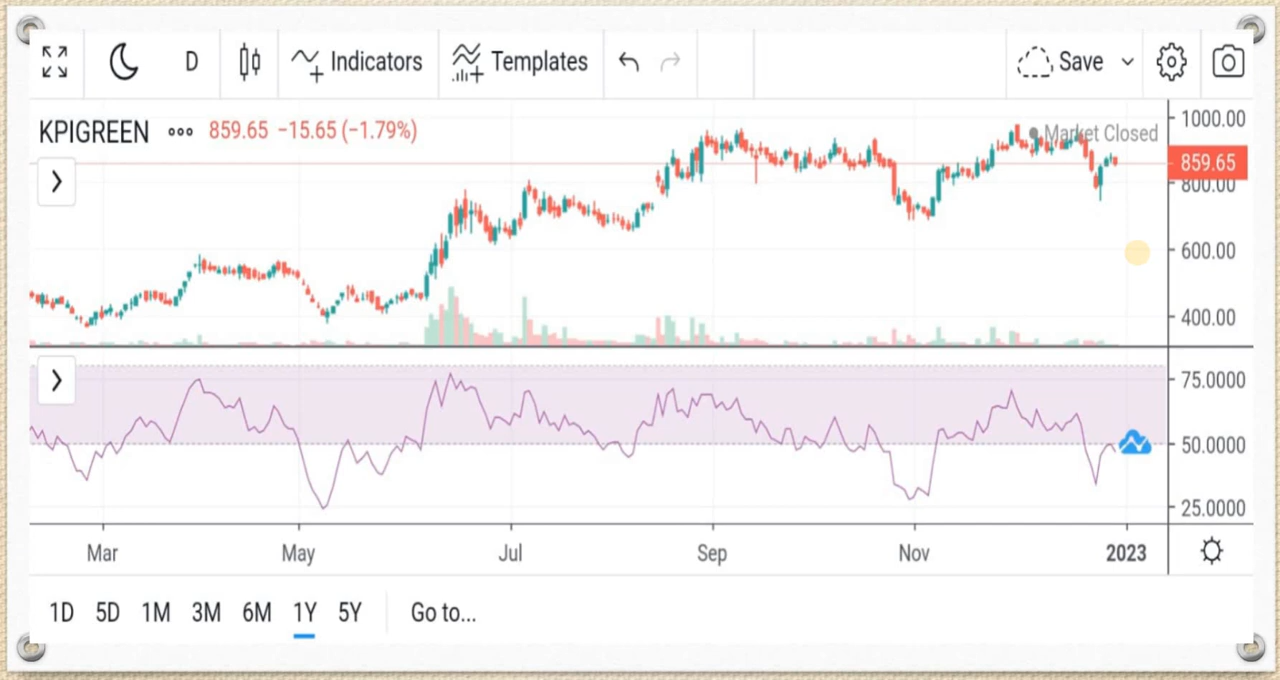 D Indicators Templates Save
KPIGREEN 859.65 −15.65 (−1.79%)
Market Closed
1000.00
859.65
800.00
600.00
400.00
75.0000
50.0000
25.0000
Mar May Jul Sep Nov 2023
1D 5D 1M 3M 6M 1Y 5Y Go to...